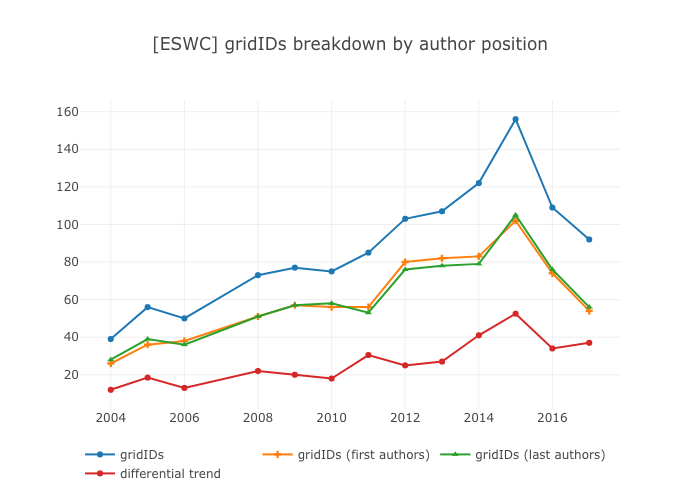 [ESWC] gridIDs breakdown by author position
160
140
120
100
80
60
40
20
2004 2006 2008 2010 2012 2014 2016
gridIDs gridIDs (first authors) gridIDs (last authors)
differential trend